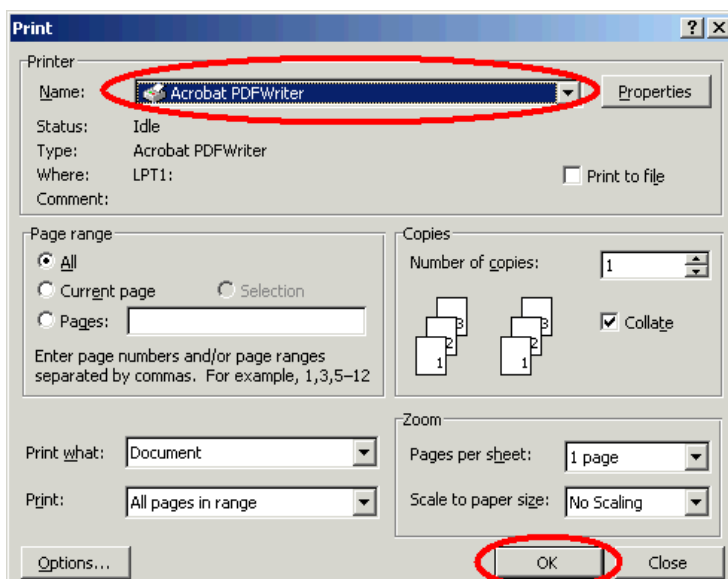 Print
Printer
Name: Acrobat PDFWriter Properties
Status: Idle
Type: Acrobat PDFWriter
Where: LPT1: Print to file
Comment:
Page range
All
Current page Selection
Pages:
Enter page numbers and/or page ranges
separated by commas. For example, 1,3,5–12
Copies
Number of copies: 1
3 3
2 2
1 1
Collate
Print what: Document
Print: All pages in range
Zoom
Pages per sheet: 1 page
Scale to paper size: No Scaling
Options... OK Close